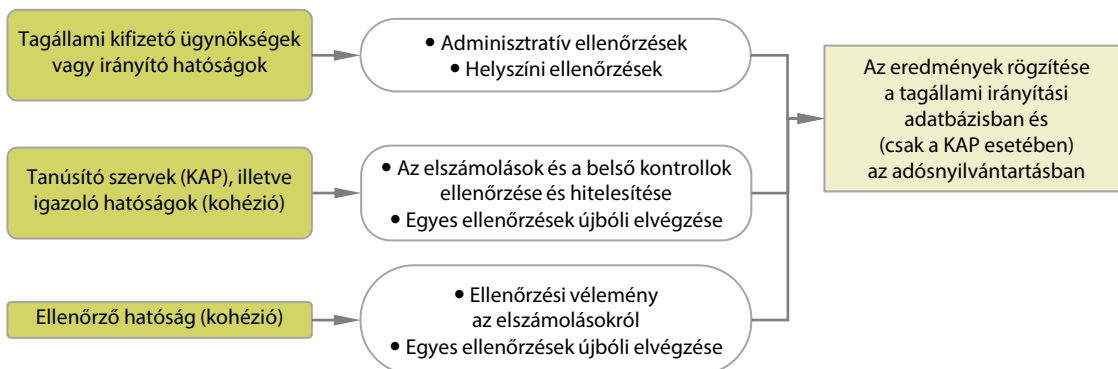 Tagállami kifizető ügynökségek
vagy irányító hatóságok
• Adminisztratív ellenőrzések
• Helyszíni ellenőrzések
Az eredmények rögzítése
a tagállami irányítási
adatbázisban és
(csak a KAP esetében)
az adósnyilvántartásban
Tanúsító szervek (KAP), illetve
igazoló hatóságok (kohézió)
• Az elszámolások és a belső kontrollok
ellenőrzése és hitelesítése
• Egyes ellenőrzések újbóli elvégzése
Ellenőrző hatóság (kohézió)
• Ellenőrzési vélemény
az elszámolásokról
• Egyes ellenőrzések újbóli elvégzése